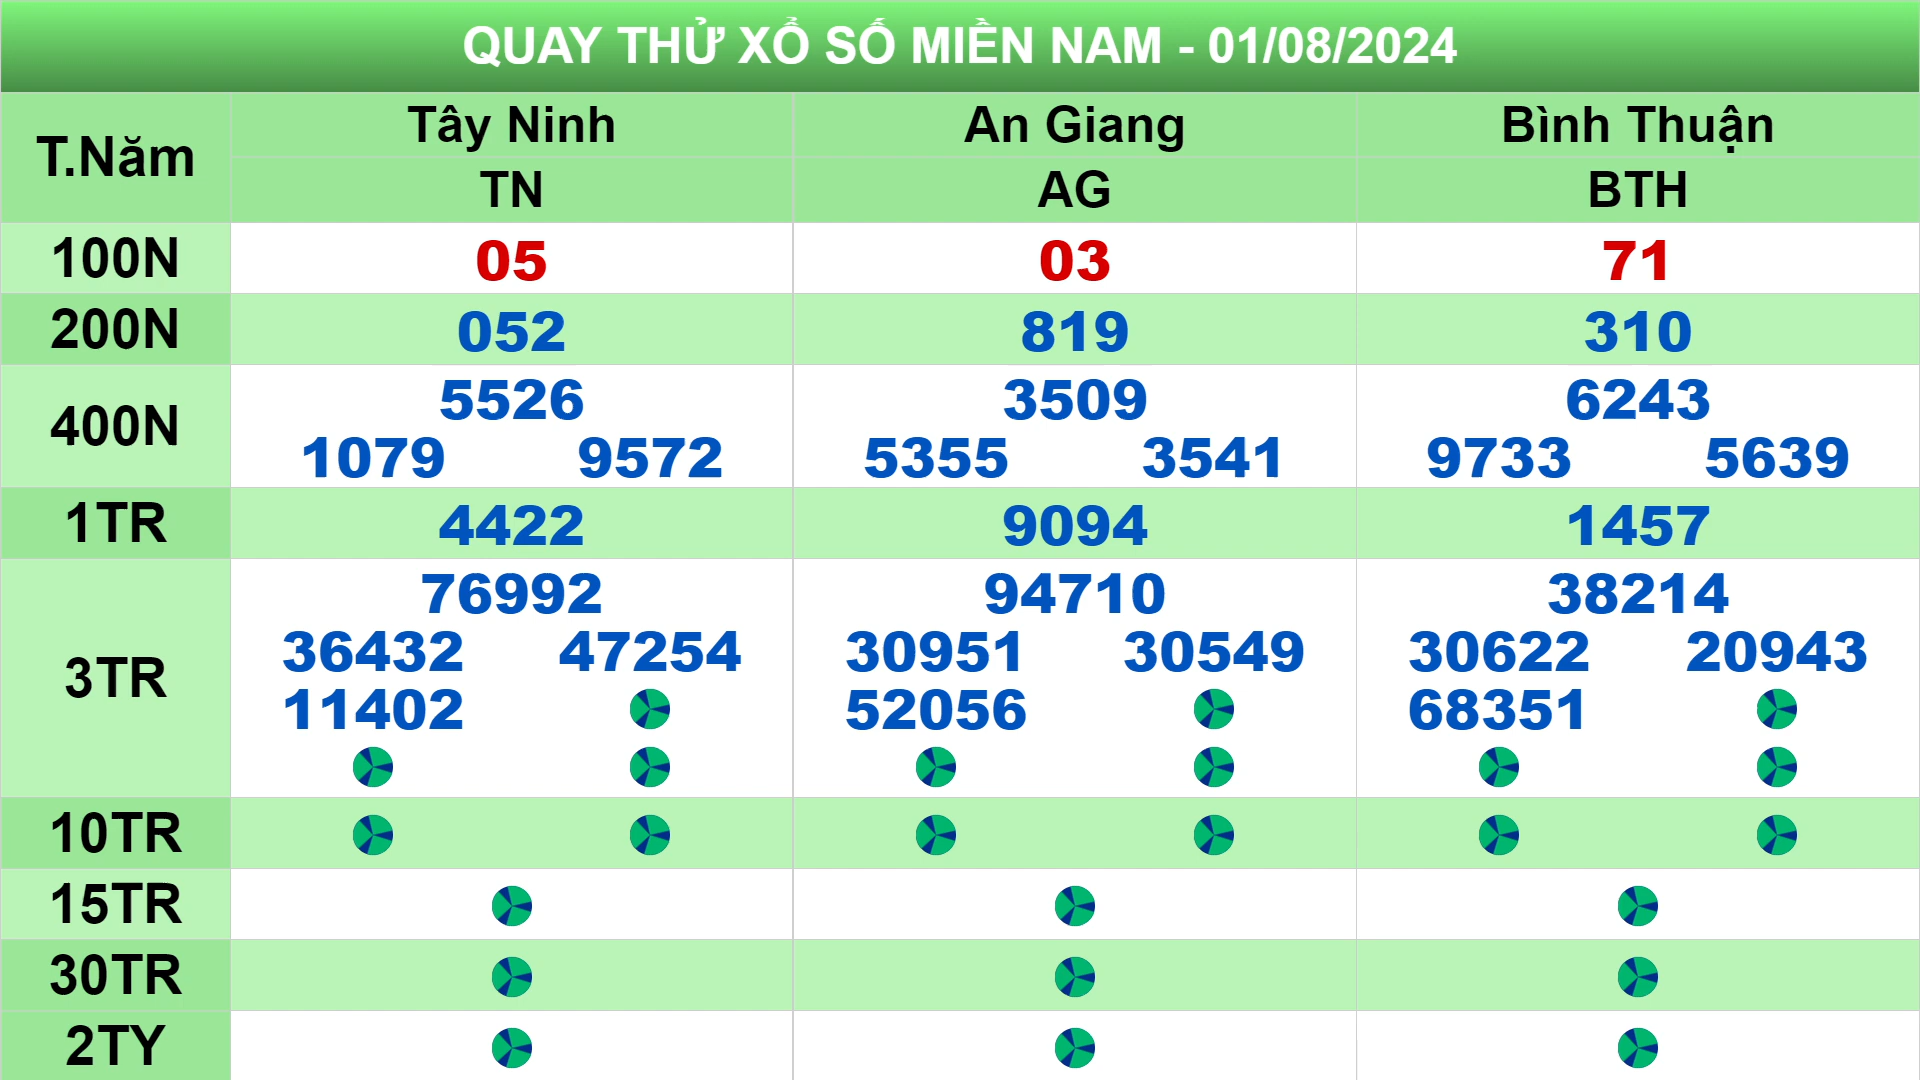 QUAY THỬ XỔ SỐ MIỀN NAM - 01/08/2024
T.Năm Tây Ninh An Giang Bình Thuận
TN AG BTH
100N 05 03 71
200N 052 819 310
400N 5526 3509 6243
1079 9572 5355 3541 9733 5639
1TR 4422 9094 1457
3TR 76992 94710 38214
36432 47254 30951 30549 30622 20943
11402 52056 68351
10TR
15TR
30TR
2TY